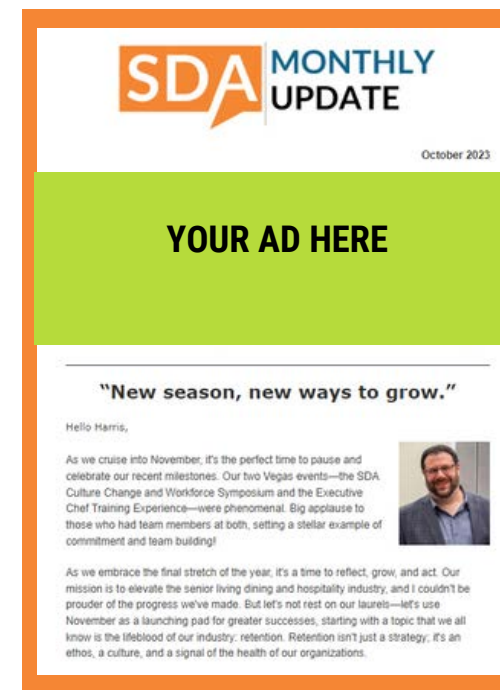 SDA MONTHLY
UPDATE
October 2023
YOUR AD HERE
“New season, new ways to grow.”
Hello Harris,
As we cruise into November, it's the perfect time to pause and
celebrate our recent milestones. Our two Vegas events—the SDA
Culture Change and Workforce Symposium and the Executive
Chef Training Experience—were phenomenal. Big applause to
those who had team members at both, setting a stellar example of
commitment and team building!
As we embrace the final stretch of the year, it's a time to reflect, grow, and act. Our
mission is to elevate the senior living dining and hospitality industry, and I couldn't be
prouder of the progress we've made. But let's not rest on our laurels—let's use
November as a launching pad for greater successes, starting with a topic that we all
know is the lifeblood of our industry: retention. Retention isn't just a strategy; it's an
ethos, a culture, and a signal of the health of our organizations.